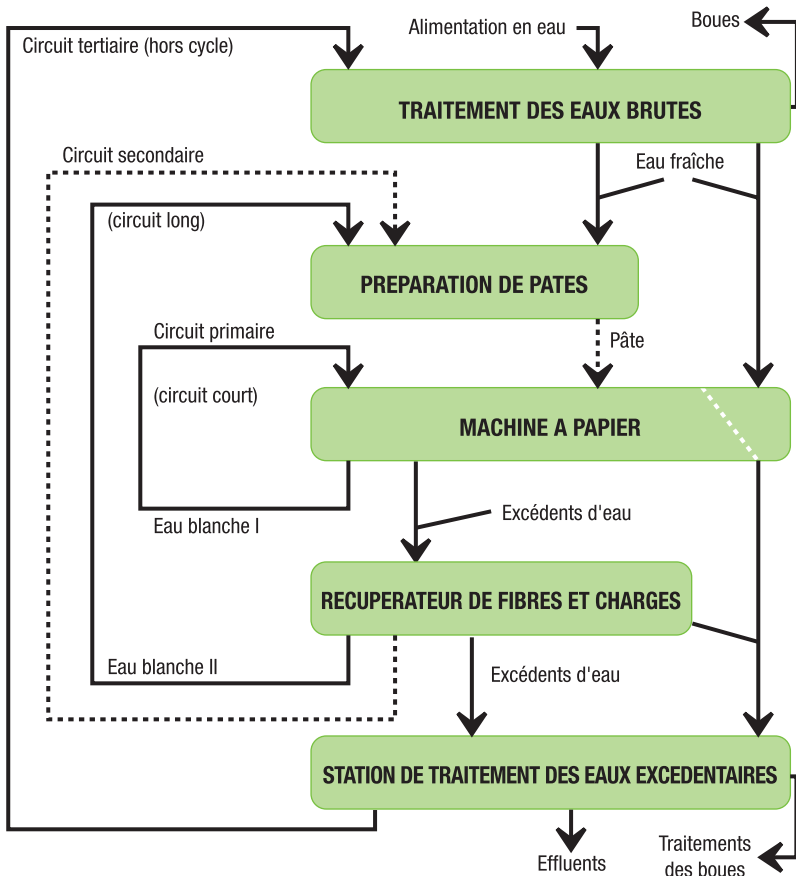 Boues
Alimentation en eau
Circuit tertiaire (hors cycle)
TRAITEMENT DES EAUX BRUTES
Circuit secondaire
Eau fraîche
(circuit long)
PREPARATION DE PATES
Circuit primaire
Pâte
(circuit court)
MACHINE A PAPIER
Excédents d'eau
Eau blanche I
RECUPERATEUR DE FIBRES ET CHARGES
Eau blanche II
Excédents d'eau
STATION DE TRAITEMENT DES EAUX EXCEDENTAIRES
Effluents
Traitements
des boues